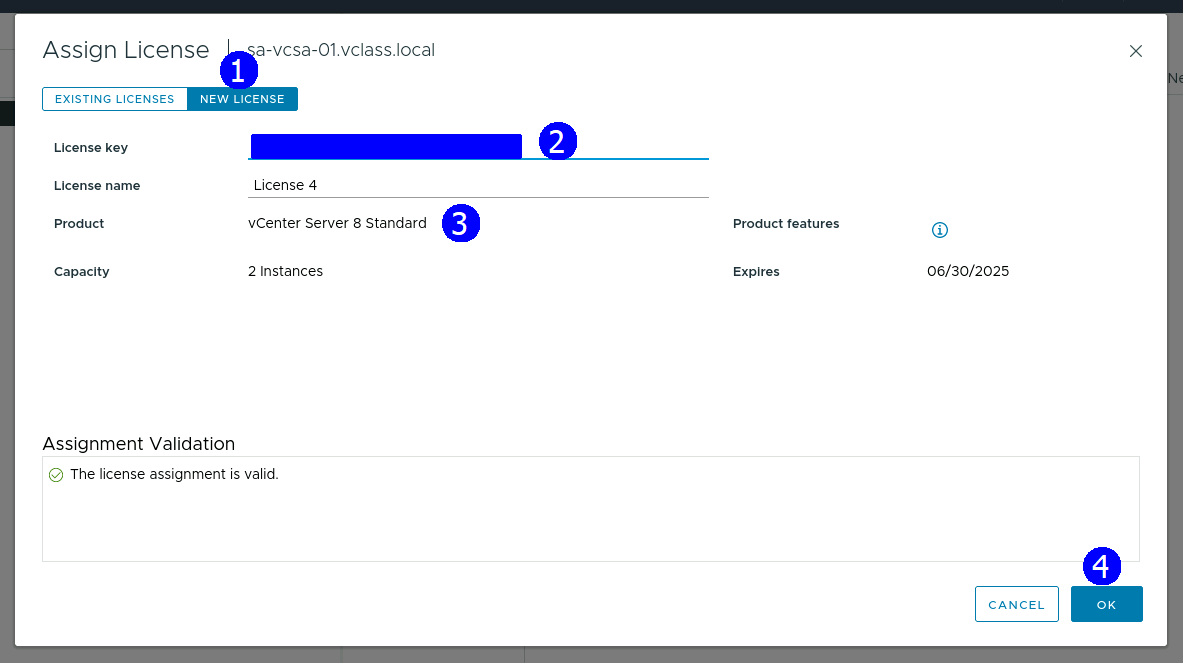 Assign License | sa-vcsa-01.vclass.local
1
Ne
EXISTING LICENSES NEW LICENSE
License key 2
License name License 4
Product vCenter Server 8 Standard 3 Product features
Capacity 2 Instances Expires 06/30/2025
Assignment Validation
The license assignment is valid.
4
CANCEL OK